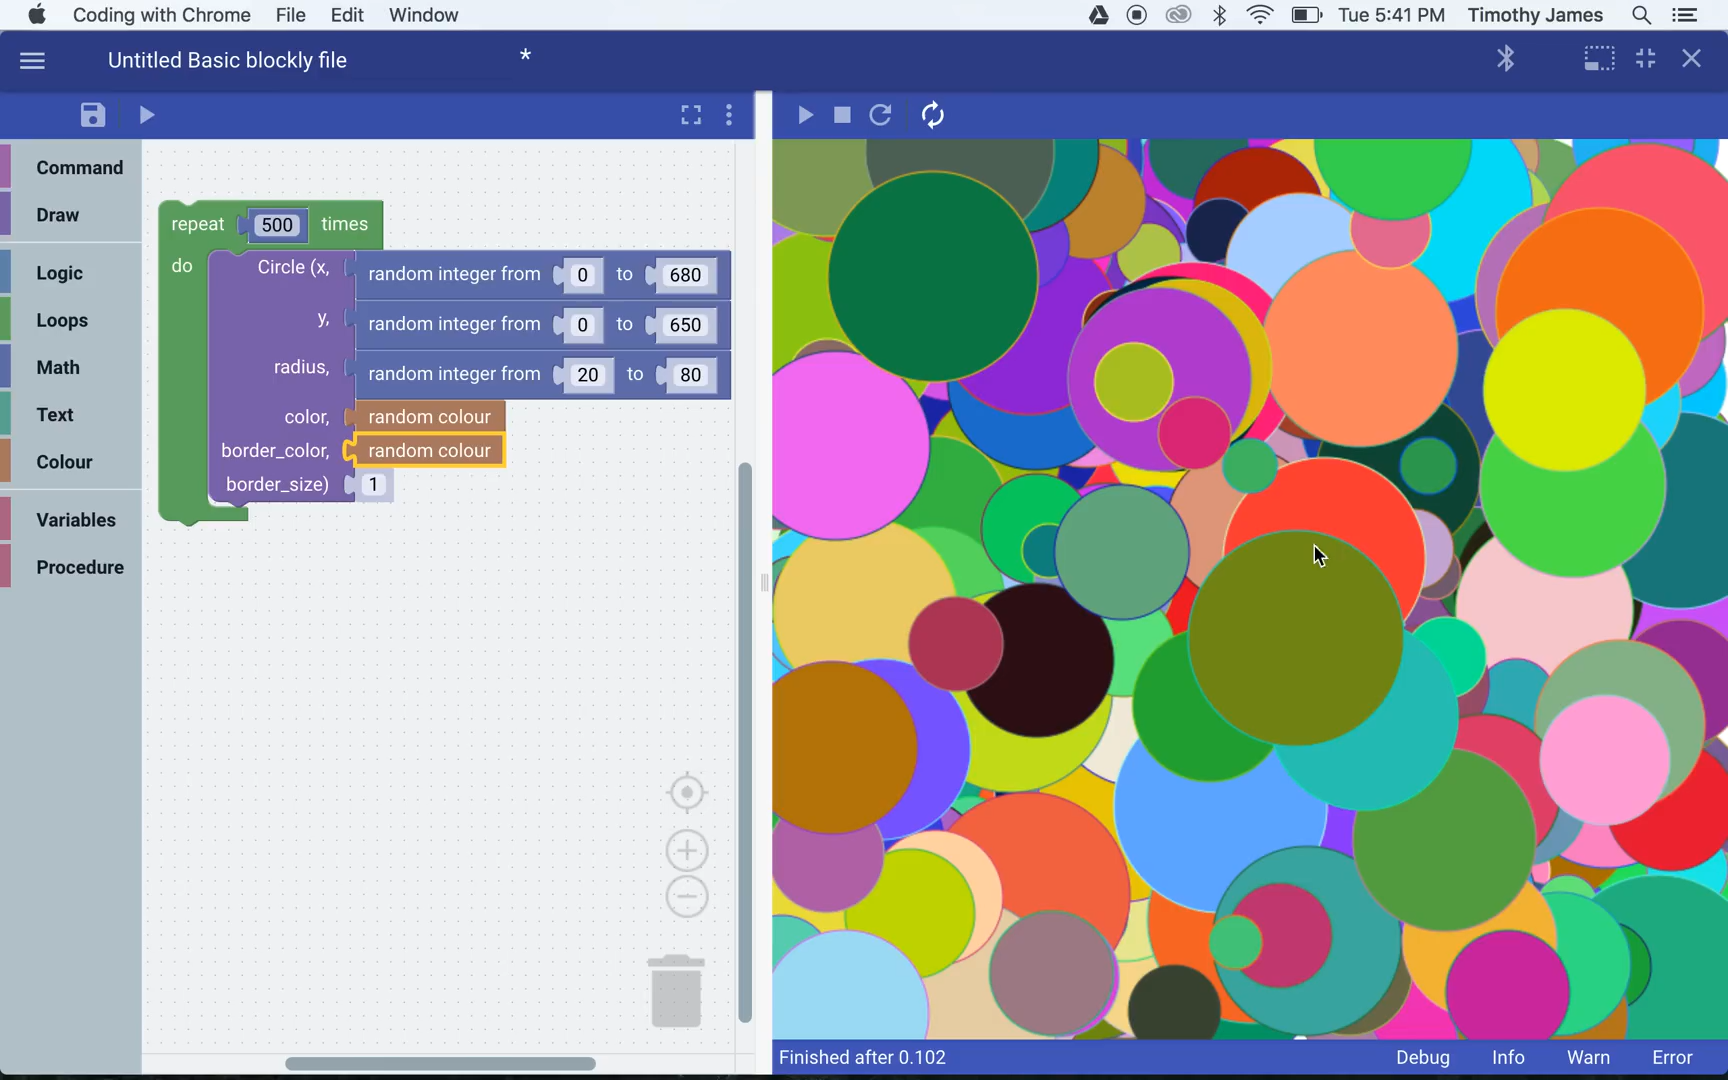 Coding with Chrome File Edit Window Tue 5:41 PM Timothy James
Untitled Basic blockly file *
Command
Draw
Logic
Loops
Math
Text
Colour
Variables
Procedure
repeat 500 times
do Circle (x, random integer from 0 to 680
y, random integer from 0 to 650
radius, random integer from 20 to 80
color, random colour
border_color, random colour
border_size) 1
Finished after 0.102 Debug Info Warn Error